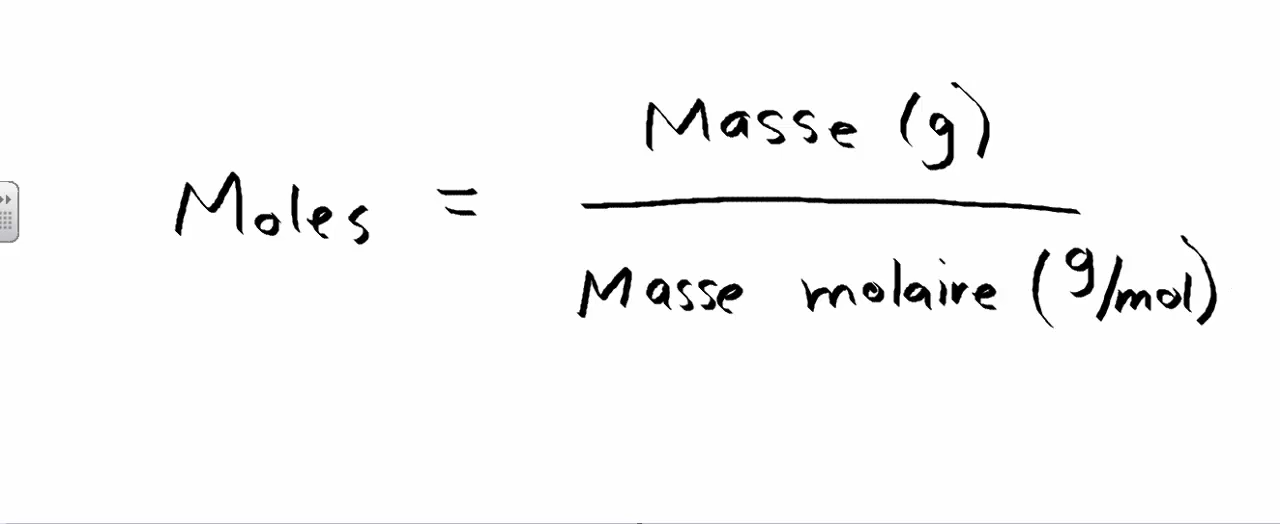 Masse (g)
Moles =
Masse molaire (g/mol)